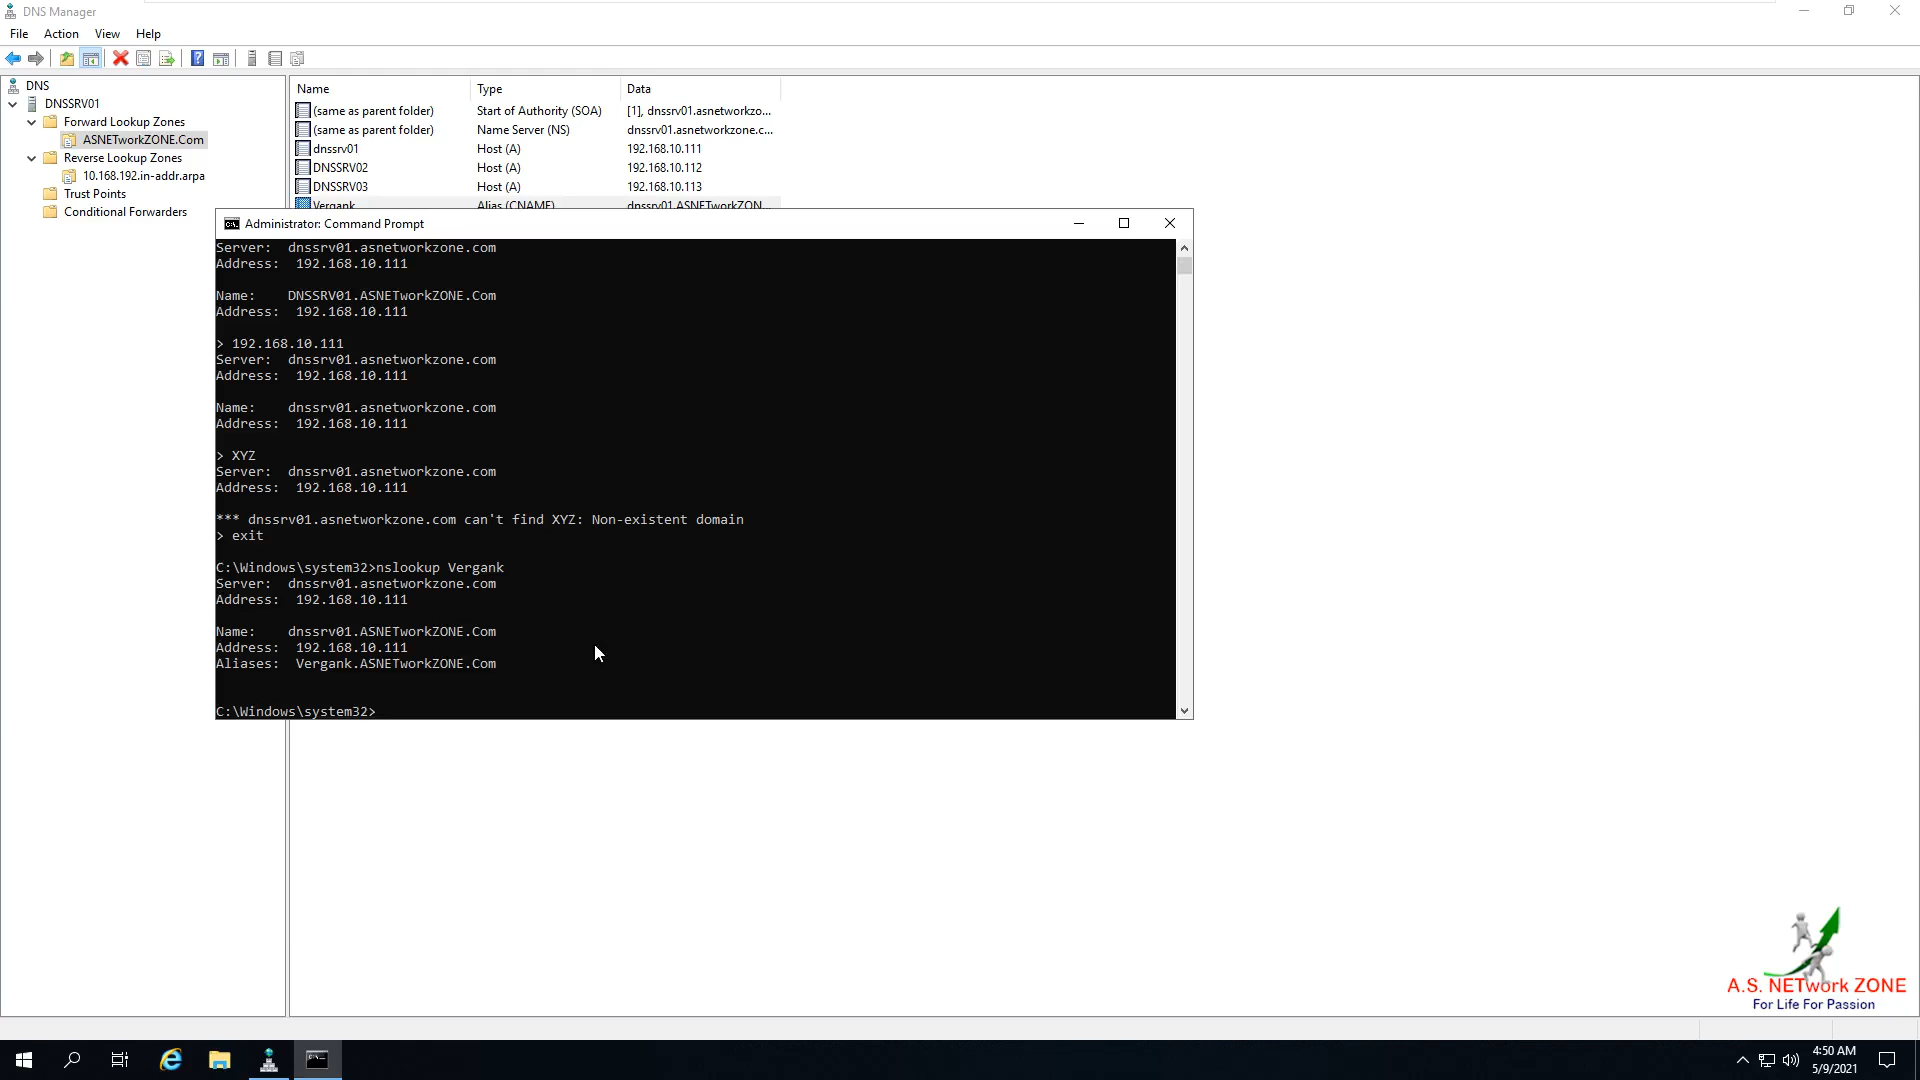 DNS Manager
File Action View Help
DNS
DNSSRV01
Forward Lookup Zones
ASNETworkZONE.Com
Reverse Lookup Zones
10.168.192.in-addr.arpa
Trust Points
Conditional Forwarders
Name Type Data
(same as parent folder) Start of Authority (SOA) [1], dnssrv01.asnetworkzo...
(same as parent folder) Name Server (NS) dnssrv01.asnetworkzone.c...
dnssrv01 Host (A) 192.168.10.111
DNSSRV02 Host (A) 192.168.10.112
DNSSRV03 Host (A) 192.168.10.113
Vergank Alias (CNAME) dnssrv01.ASNETworkZON...
Administrator: Command Prompt
Server:  dnssrv01.asnetworkzone.com
Address:  192.168.10.111
Name:    DNSSRV01.ASNETworkZONE.Com
Address:  192.168.10.111
> 192.168.10.111
Server:  dnssrv01.asnetworkzone.com
Address:  192.168.10.111
Name:    dnssrv01.asnetworkzone.com
Address:  192.168.10.111
> XYZ
Server:  dnssrv01.asnetworkzone.com
Address:  192.168.10.111
*** dnssrv01.asnetworkzone.com can't find XYZ: Non-existent domain
> exit
C:\Windows\system32>nslookup Vergank
Server:  dnssrv01.asnetworkzone.com
Address:  192.168.10.111
Name:    dnssrv01.ASNETworkZONE.Com
Address:  192.168.10.111
Aliases:  Vergank.ASNETworkZONE.Com
C:\Windows\system32>
A.S. NETwork ZONE
For Life For Passion
4:50 AM
5/9/2021